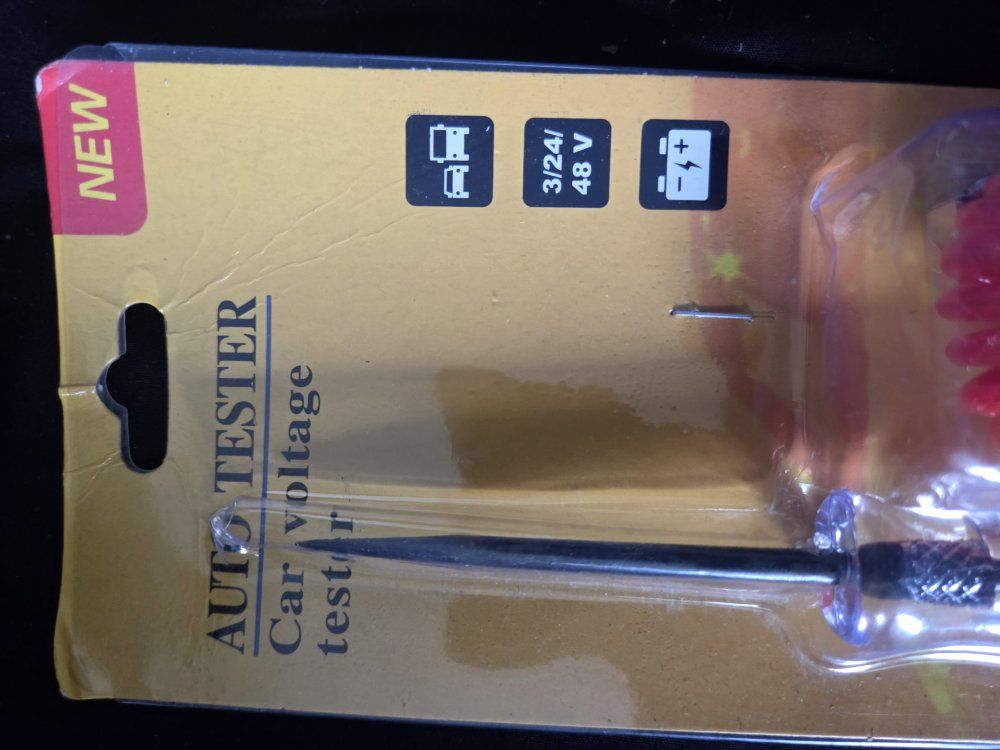 NEW
3/24/
48 V
AUTO TESTER
Car voltage
tester